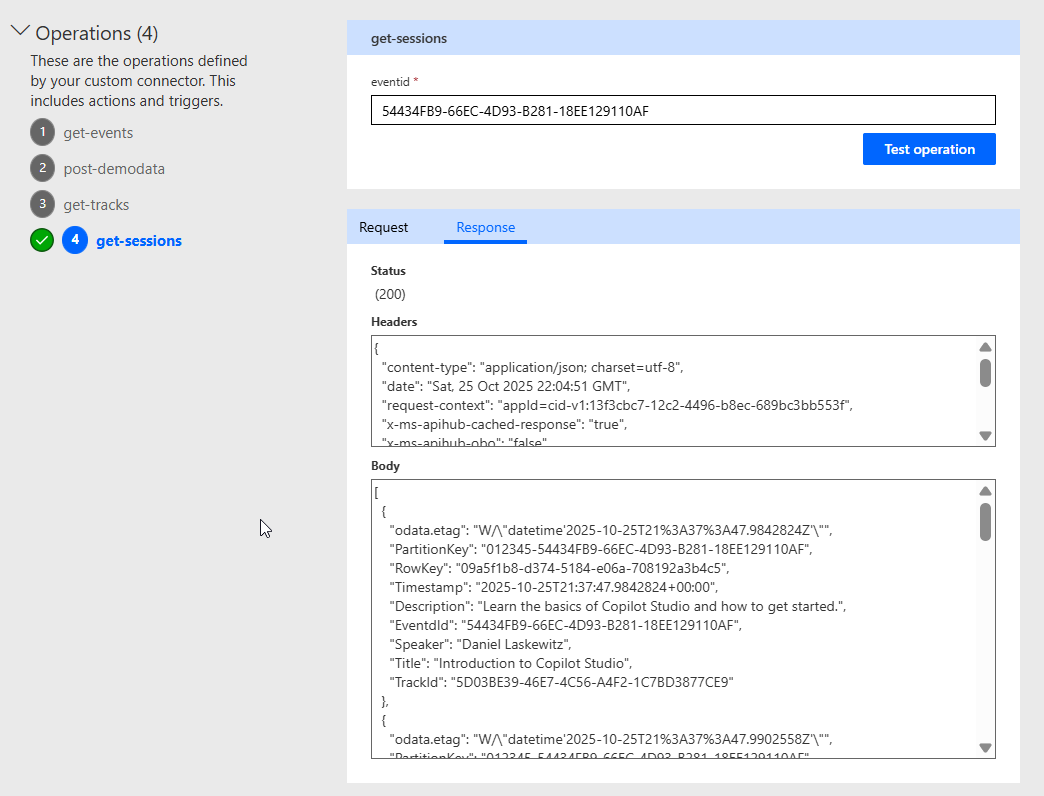 Operations (4)
These are the operations defined
by your custom connector. This
includes actions and triggers.
1 get-events
2 post-demodata
3 get-tracks
4 get-sessions
get-sessions
eventid *
54434FB9-66EC-4D93-B281-18EE129110AF
Test operation
Request Response
Status
(200)
Headers
{
"content-type": "application/json; charset=utf-8",
"date": "Sat, 25 Oct 2025 22:04:51 GMT",
"request-context": "appId=cid-v1:13f3cbc7-12c2-4496-b8ec-689bc3bb553f",
"x-ms-apihub-cached-response": "true",
"x-ms-apihub-obo": "false"
Body
[
{
"odata.etag": "W/\"datetime'2025-10-25T21%3A37%3A47.9842824Z'\"",
"PartitionKey": "012345-54434FB9-66EC-4D93-B281-18EE129110AF",
"RowKey": "09a5f1b8-d374-5184-e06a-708192a3b4c5",
"Timestamp": "2025-10-25T21:37:47.9842824+00:00",
"Description": "Learn the basics of Copilot Studio and how to get started.",
"EventdId": "54434FB9-66EC-4D93-B281-18EE129110AF",
"Speaker": "Daniel Laskewitz",
"Title": "Introduction to Copilot Studio",
"TrackId": "5D03BE39-46E7-4C56-A4F2-1C7BD3877CE9"
},
{
"odata.etag": "W/\"datetime'2025-10-25T21%3A37%3A47.9902558Z'\"",
"PartitionKey": "012345-54434FB9-66EC-4D93-B281-18EE129110AF"